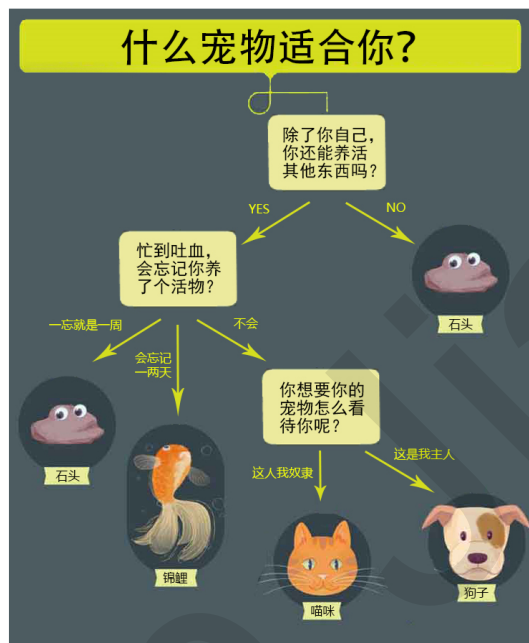 什么宠物适合你?
除了你自己，
你还能养活
其他东西吗？
YES
NO
忙到吐血，
会忘记你养
了个活物？
石头
一忘就是一周
会忘记
一两天
不会
你想要你的
宠物怎么看
待你呢？
石头
这人我奴隶
这是我主人
锦鲤
喵咪
狗子